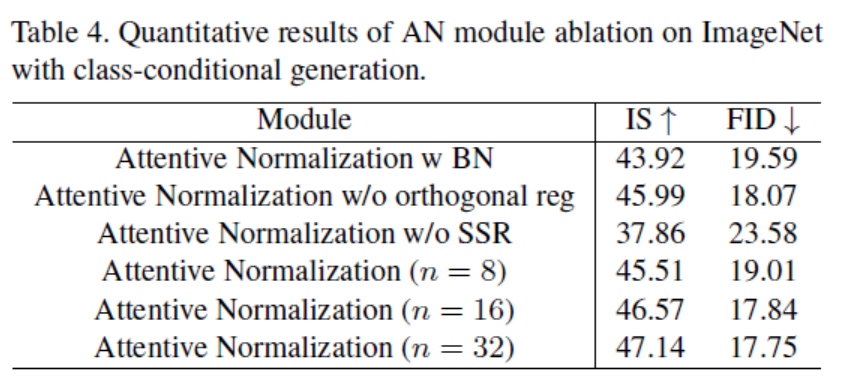 Table 4. Quantitative results of AN module ablation on ImageNet
with class-conditional generation.
Module IS ↑ FID ↓
Attentive Normalization w BN 43.92 19.59
Attentive Normalization w/o orthogonal reg 45.99 18.07
Attentive Normalization w/o SSR 37.86 23.58
Attentive Normalization (n = 8) 45.51 19.01
Attentive Normalization (n = 16) 46.57 17.84
Attentive Normalization (n = 32) 47.14 17.75